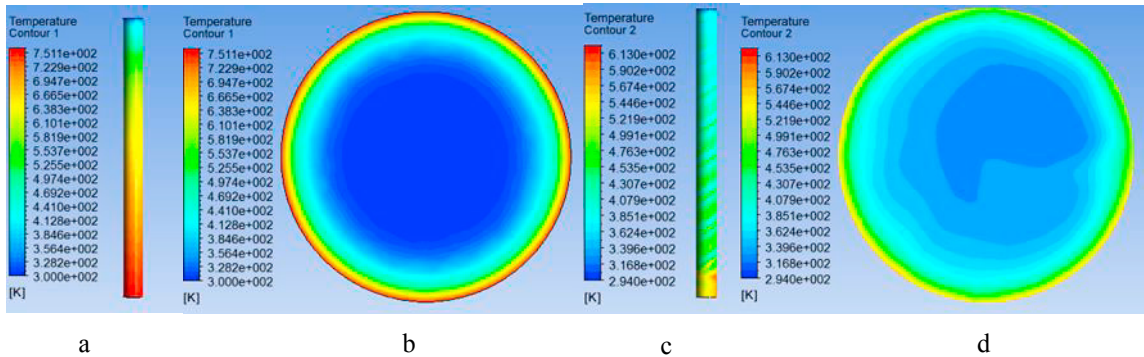 Temperature
Contour 1
7.511e+002
7.229e+002
6.947e+002
6.665e+002
6.383e+002
6.101e+002
5.819e+002
5.537e+002
5.255e+002
4.974e+002
4.692e+002
4.410e+002
4.128e+002
3.846e+002
3.564e+002
3.282e+002
3.000e+002
[K]
Temperature
Contour 1
7.511e+002
7.229e+002
6.947e+002
6.665e+002
6.383e+002
6.101e+002
5.819e+002
5.537e+002
5.255e+002
4.974e+002
4.692e+002
4.410e+002
4.128e+002
3.846e+002
3.564e+002
3.282e+002
3.000e+002
[K]
Temperature
Contour 2
6.130e+002
5.902e+002
5.674e+002
5.446e+002
5.219e+002
4.991e+002
4.763e+002
4.535e+002
4.307e+002
4.079e+002
3.851e+002
3.624e+002
3.396e+002
3.168e+002
2.940e+002
[K]
Temperature
Contour 2
6.130e+002
5.902e+002
5.674e+002
5.446e+002
5.219e+002
4.991e+002
4.763e+002
4.535e+002
4.307e+002
4.079e+002
3.851e+002
3.624e+002
3.396e+002
3.168e+002
2.940e+002
[K]
a
b
c
d